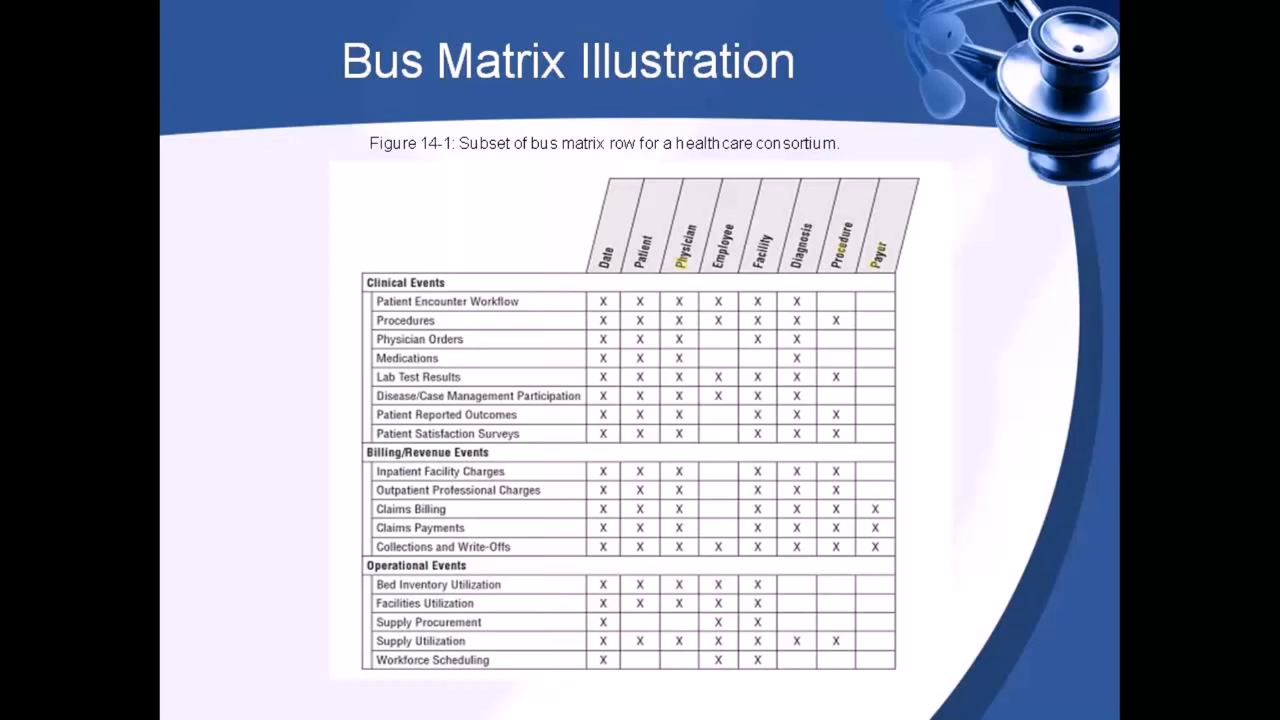 Bus Matrix Illustration
Figure 14-1: Subset of bus matrix row for a healthcare consortium.
Date Patient Physician Employee Facility Diagnosis Procedure Payer
Clinical Events
Patient Encounter Workflow X X X X X X
Procedures X X X X X X X
Physician Orders X X X X X
Medications X X X X
Lab Test Results X X X X X X X
Disease/Case Management Participation X X X X X X
Patient Reported Outcomes X X X X X X
Patient Satisfaction Surveys X X X X X X
Billing/Revenue Events
Inpatient Facility Charges X X X X X X
Outpatient Professional Charges X X X X X X
Claims Billing X X X X X X X
Claims Payments X X X X X X X
Collections and Write-Offs X X X X X X X X
Operational Events
Bed Inventory Utilization X X X X X
Facilities Utilization X X X X X
Supply Procurement X X X
Supply Utilization X X X X X X X
Workforce Scheduling X X X